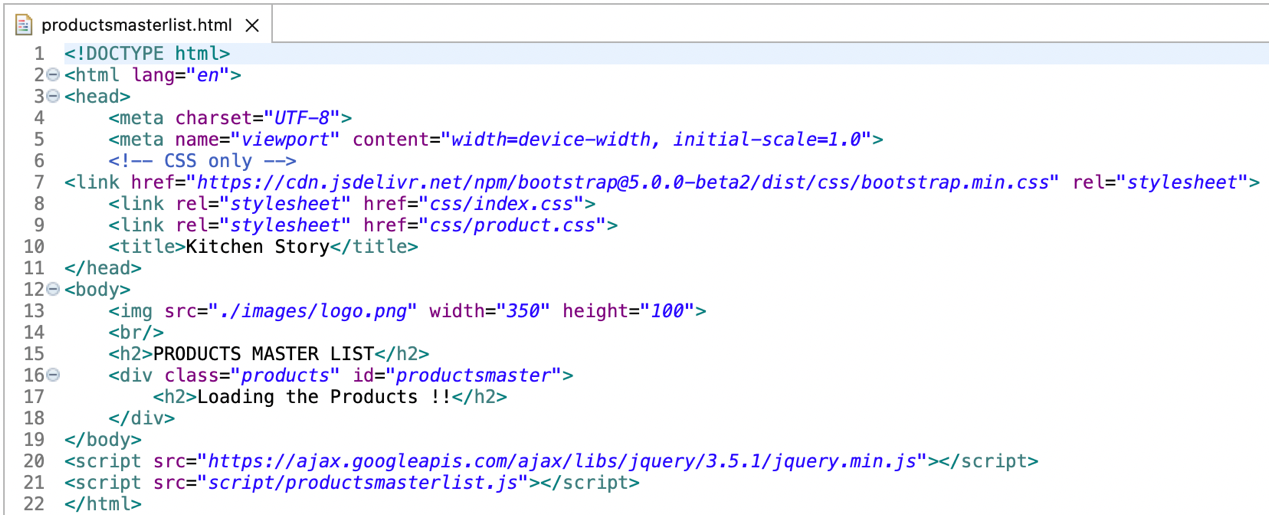 productsmasterlist.html
1 <!DOCTYPE html>
2 <html lang="en">
3 <head>
4     <meta charset="UTF-8">
5     <meta name="viewport" content="width=device-width, initial-scale=1.0">
6     <!-- CSS only -->
7 <link href="https://cdn.jsdelivr.net/npm/bootstrap@5.0.0-beta2/dist/css/bootstrap.min.css" rel="stylesheet">
8     <link rel="stylesheet" href="css/index.css">
9     <link rel="stylesheet" href="css/product.css">
10     <title>Kitchen Story</title>
11 </head>
12 <body>
13     <img src="./images/logo.png" width="350" height="100">
14     <br/>
15     <h2>PRODUCTS MASTER LIST</h2>
16     <div class="products" id="productsmaster">
17         <h2>Loading the Products !!</h2>
18     </div>
19 </body>
20 <script src="https://ajax.googleapis.com/ajax/libs/jquery/3.5.1/jquery.min.js"></script>
21 <script src="script/productsmasterlist.js"></script>
22 </html>